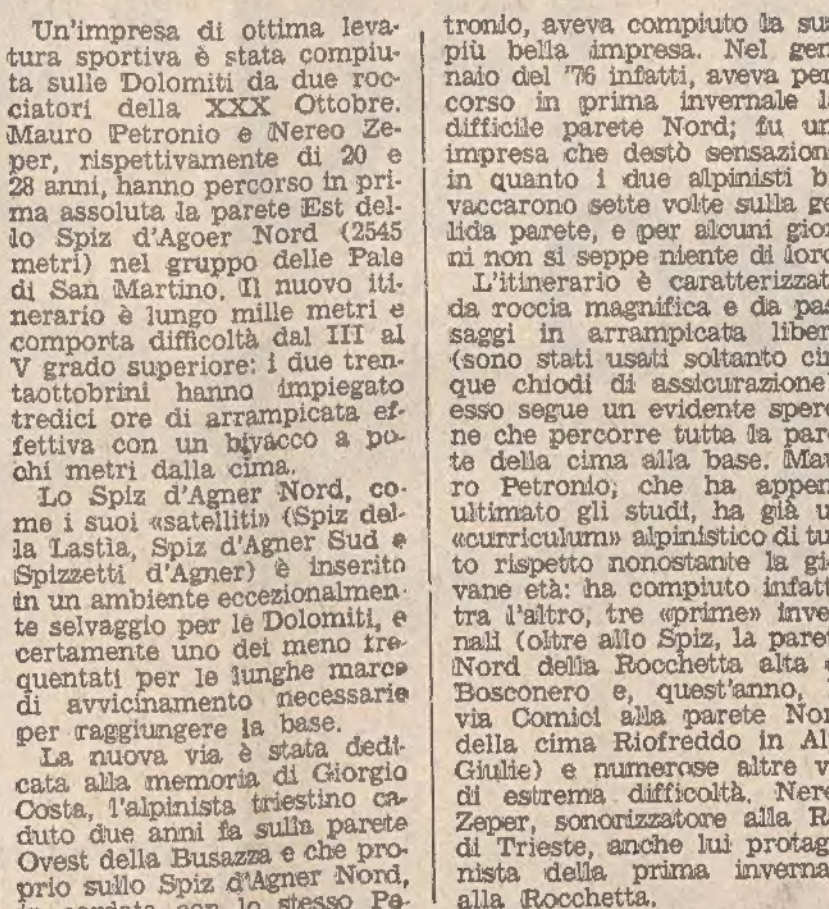 Un'impresa di ottima leva-
tura sportiva è stata compiu-
ta sulle Dolomiti da due roc-
ciatori della XXX Ottobre.
Mauro Petronio e Nereo Ze-
per, rispettivamente di 20 e
28 anni, hanno percorso in pri-
ma assoluta la parete Est del-
lo Spiz d'Agoer Nord (2545
metri) nel gruppo delle Pale
di San Martino. Il nuovo iti-
nerario è lungo mille metri e
comporta difficoltà dal III al
V grado superiore: i due tren-
taottobrini hanno impiegato
tredici ore di arrampicata ef-
fettiva con un bivacco a po-
chi metri dalla cima.
Lo Spiz d'Agner Nord, co-
me i suoi «satelliti» (Spiz del-
la Lastia, Spiz d'Agner Sud e
Spizzetti d'Agner) è inserito
in un ambiente eccezionalmen-
te selvaggio per le Dolomiti, e
certamente uno dei meno fre-
quentati per le lunghe marce
di avvicinamento necessarie
per raggiungere la base.
La nuova via è stata dedi-
cata alla memoria di Giorgio
Costa, l'alpinista triestino ca-
duto due anni fa sulla parete
Ovest della Busazza e che pro-
prio sullo Spiz d'Agner Nord,
in cordata con lo stesso Pe-
tronio, aveva compiuto la sua
più bella impresa. Nel gen
naio del '76 infatti, aveva per
corso in prima invernale l
difficile parete Nord; fu un
impresa che destò sensazion
in quanto i due alpinisti b
vaccarono sette volte sulla ge
lida parete, e per alcuni gior
ni non si seppe niente di loro
L'itinerario è caratterizzat
da roccia magnifica e da pas
saggi in arrampicata liber
(sono stati usati soltanto cin
que chiodi di assicurazione)
esso segue un evidente spero
ne che percorre tutta la pare
te della cima alla base. Mau
ro Petronio, che ha appen
ultimato gli studi, ha già u
«curriculum» alpinistico di tu
to rispetto nonostante la gi
vane età: ha compiuto infatt
tra l'altro, tre «prime» inve
nali (oltre allo Spiz, la paret
Nord della Rocchetta alta
Bosconero e, quest'anno,
via Comici alla parete Nor
della cima Riofreddo in Al
Giulie) e numerose altre v
di estrema difficoltà. Nere
Zeper, sonorizzatore alla R
di Trieste, anche lui protag
nista della prima inverna
alla Rocchetta.